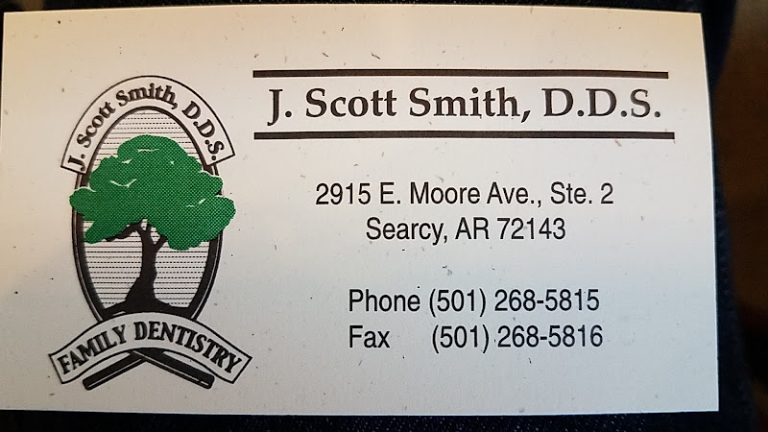 J. Scott Smith, D.D.S.
FAMILY DENTISTRY
J. Scott Smith, D.D.S.
2915 E. Moore Ave., Ste. 2
Searcy, AR 72143
Phone (501) 268-5815
Fax (501) 268-5816